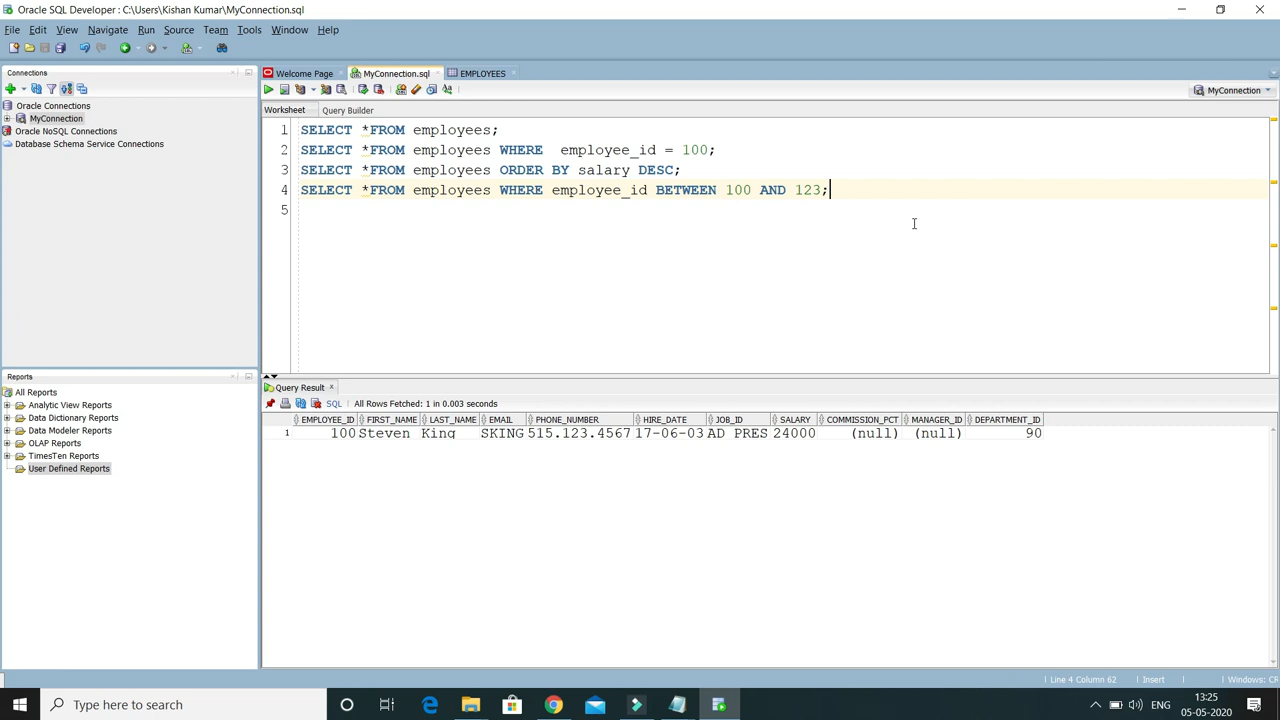 Oracle SQL Developer : C:\Users\Kishan Kumar\MyConnection.sql
File Edit View Navigate Run Source Team Tools Window Help
Connections
Oracle Connections
MyConnection
Oracle NoSQL Connections
Database Schema Service Connections
Reports
All Reports
Analytic View Reports
Data Dictionary Reports
Data Modeler Reports
OLAP Reports
TimesTen Reports
User Defined Reports
Welcome Page MyConnection.sql EMPLOYEES
MyConnection
Worksheet Query Builder
1 SELECT *FROM employees;
2 SELECT *FROM employees WHERE  employee_id = 100;
3 SELECT *FROM employees ORDER BY salary DESC;
4 SELECT *FROM employees WHERE employee_id BETWEEN 100 AND 123;
5
Query Result
SQL All Rows Fetched: 1 in 0.003 seconds
EMPLOYEE_ID FIRST_NAME LAST_NAME EMAIL PHONE_NUMBER HIRE_DATE JOB_ID SALARY COMMISSION_PCT MANAGER_ID DEPARTMENT_ID
1 100 Steven King SKING 515.123.4567 17-06-03 AD_PRES 24000 (null) (null) 90
Line 4 Column 62 Insert Windows: CR
Type here to search
ENG
13:25
05-05-2020